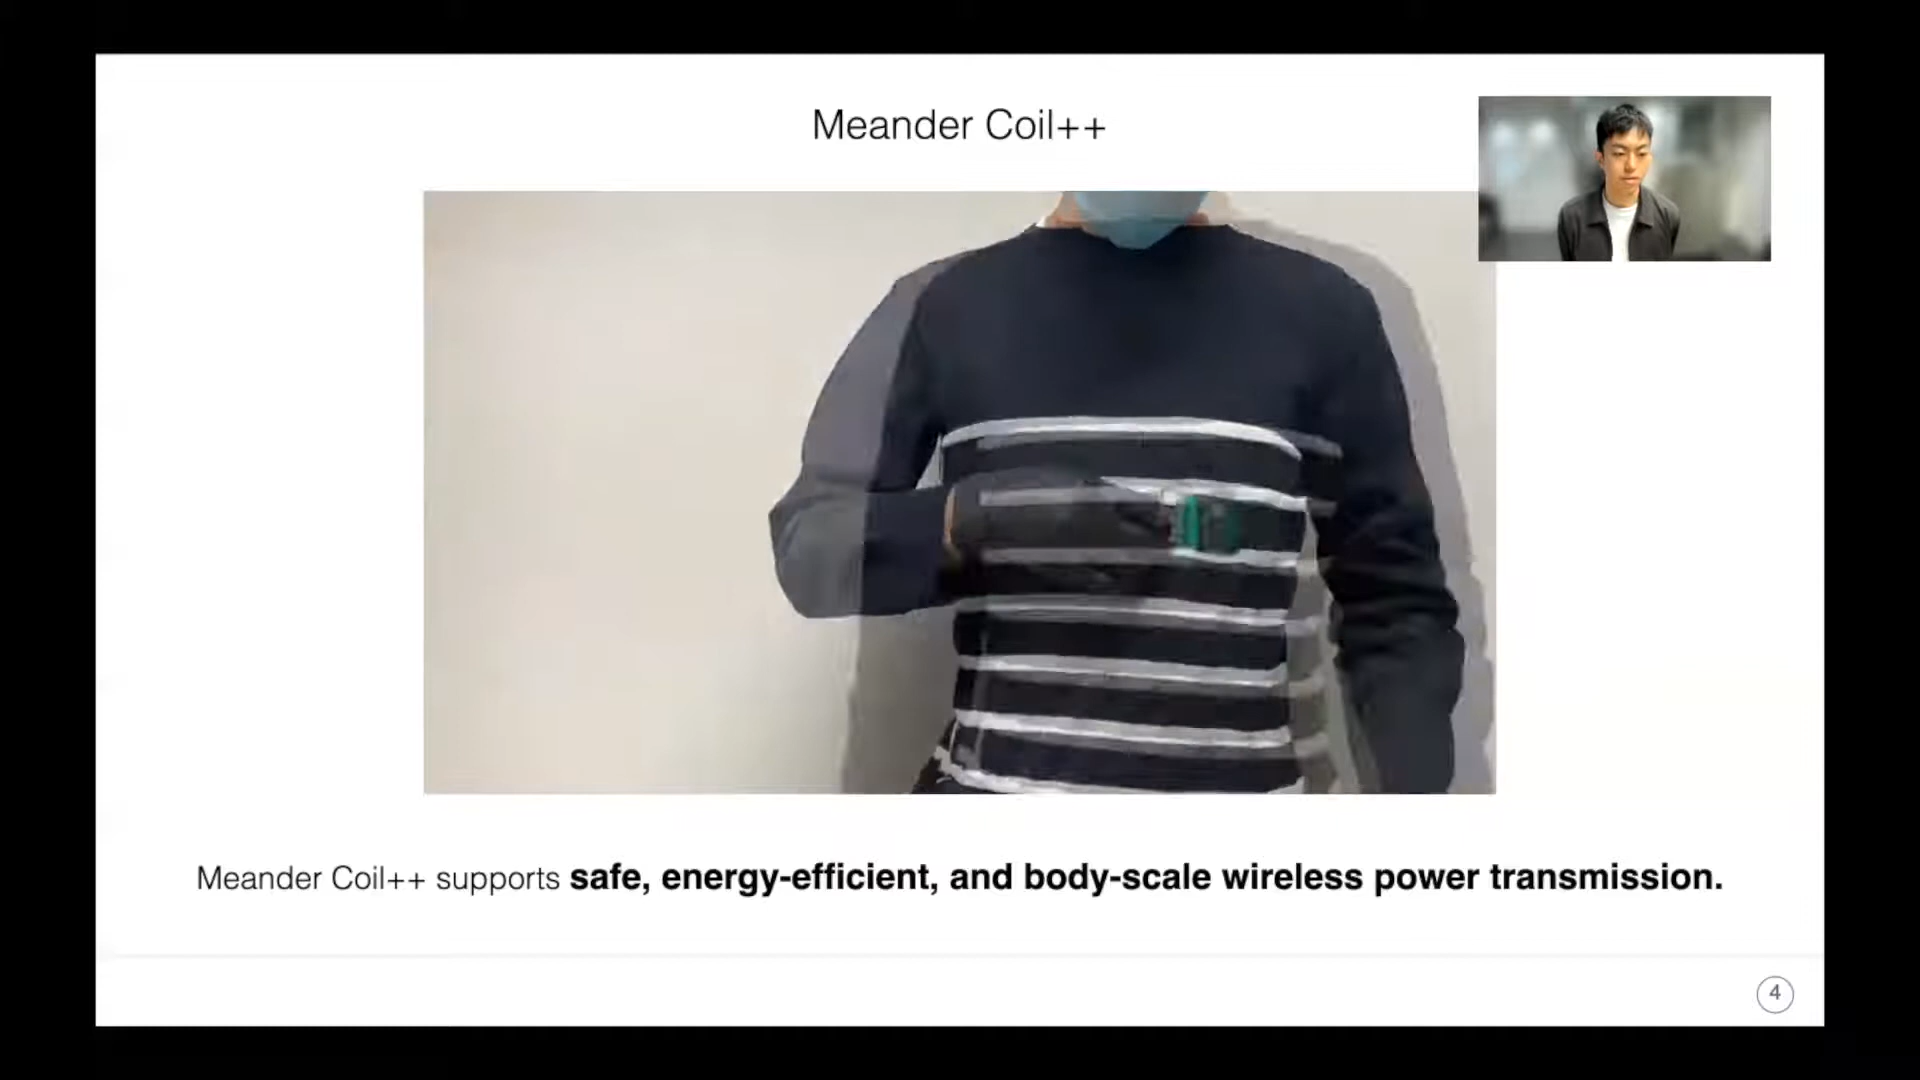 Meander Coil++
Meander Coil++ supports safe, energy-efficient, and body-scale wireless power transmission.
4